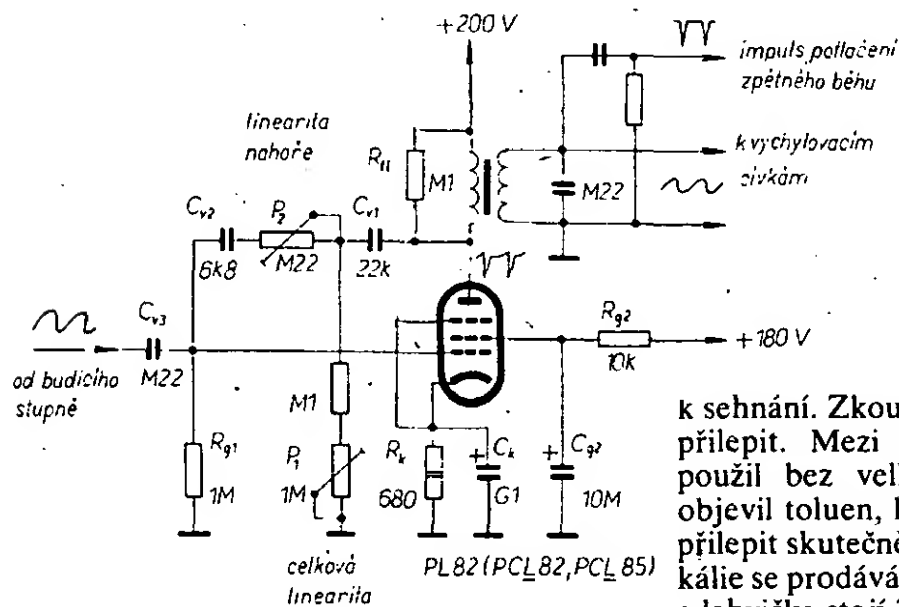 +200 V
impuls potlačení
zpětného běhu
linearita
nahoře
k vychylovacím
cívkám
R_tl
M1
M22
C_v2
P_2
C_v1
6k8
M22
22k
C_v3
M22
od budicího
stupně
R_g2
10k
+180 V
M1
R_g1
1M
P_1
1M
R_k
680
+
C_k
G1
+
C_g2
10M
celková
linearita
PL82 (PCL82, PCL85)
k sehnání. Zkou
přilepit. Mezi
použil bez vel
objevil toluen,
přilepit skutečně
kálie se prodává